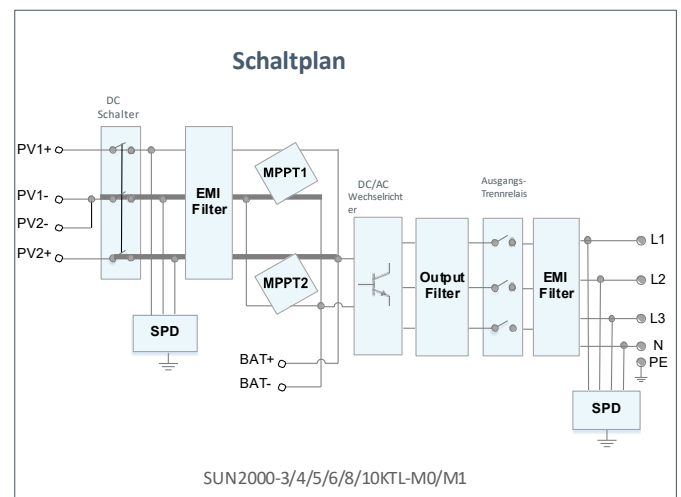 Schaltplan
DC
Schalter
PV1+
PV1-
PV2-
PV2+
EMI
Filter
MPPT1
MPPT2
SPD
BAT+
BAT-
DC/AC
Wechselricht
er
Output
Filter
Ausgangs-
Trennrelais
EMI
Filter
L1
L2
L3
N
PE
SPD
SUN2000-3/4/5/6/8/10KTL-M0/M1